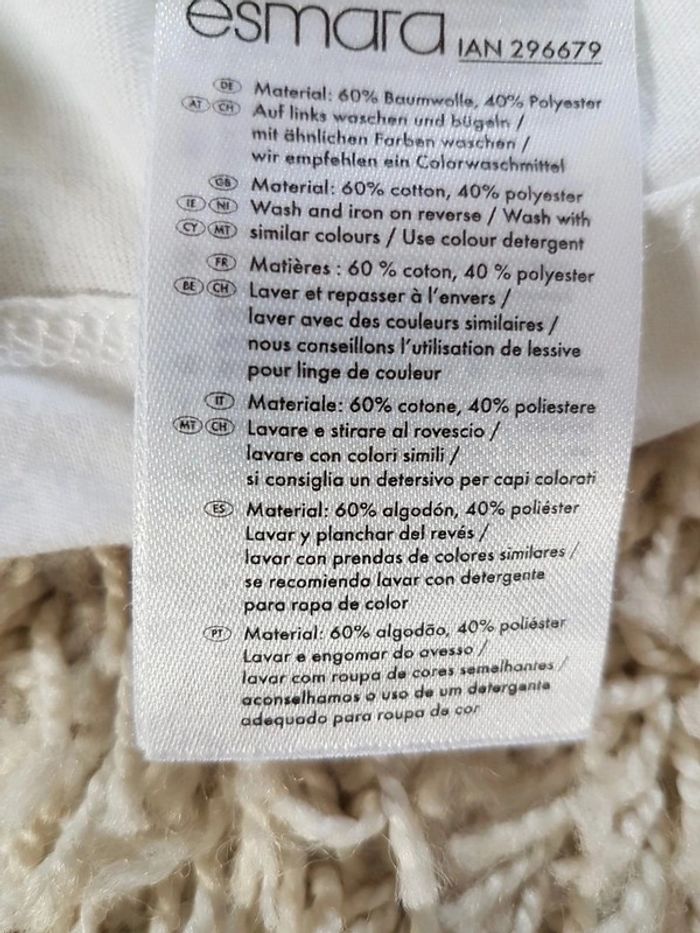 esmara IAN 296679
DE Material: 60% Baumwolle, 40% Polyester
AT CH Auf links waschen und bügeln /
mit ähnlichen Farben waschen /
wir empfehlen ein Colorwaschmittel
GB Material: 60% cotton, 40% polyester
IE NI Wash and iron on reverse / Wash with
CY MT similar colours / Use colour detergent
FR Matières : 60 % coton, 40 % polyester
BE CH Laver et repasser à l'envers /
laver avec des couleurs similaires /
nous conseillons l'utilisation de lessive
pour linge de couleur
IT Materiale: 60% cotone, 40% poliestere
MT CH Lavare e stirare al rovescio /
lavare con colori simili /
si consiglia un detersivo per capi colorati
ES Material: 60% algodón, 40% poliéster
Lavar y planchar del revés /
lavar con prendas de colores similares /
se recomienda lavar con detergente
para rapa de color
PT Material: 60% algodão, 40% poliéster
Lavar e engomar do avesso /
lavar com roupa de cores semelhantes /
aconselhamos o uso de um detergente
adequado para roupa de cor